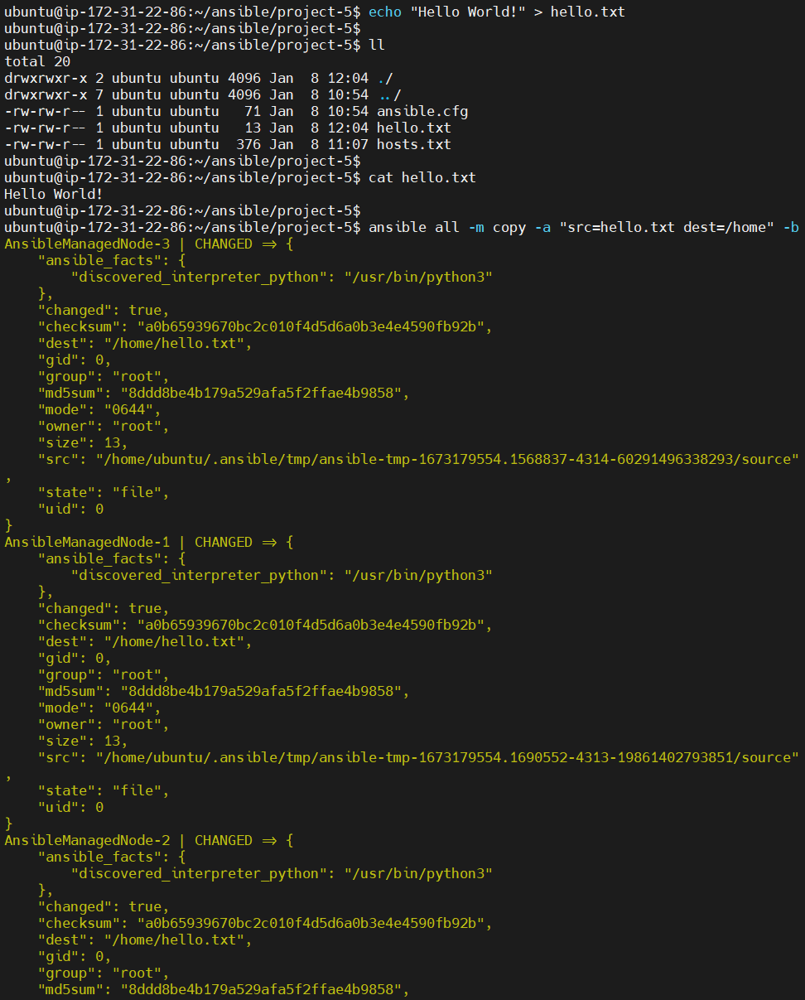 ubuntu@ip-172-31-22-86:~/ansible/project-5$ echo "Hello World!" > hello.txt
ubuntu@ip-172-31-22-86:~/ansible/project-5$
ubuntu@ip-172-31-22-86:~/ansible/project-5$ ll
total 20
drwxrwxr-x 2 ubuntu ubuntu 4096 Jan  8 12:04 ./
drwxrwxr-x 7 ubuntu ubuntu 4096 Jan  8 10:54 ../
-rw-rw-r-- 1 ubuntu ubuntu   71 Jan  8 10:54 ansible.cfg
-rw-rw-r-- 1 ubuntu ubuntu   13 Jan  8 12:04 hello.txt
-rw-rw-r-- 1 ubuntu ubuntu  376 Jan  8 11:07 hosts.txt
ubuntu@ip-172-31-22-86:~/ansible/project-5$
ubuntu@ip-172-31-22-86:~/ansible/project-5$ cat hello.txt
Hello World!
ubuntu@ip-172-31-22-86:~/ansible/project-5$
ubuntu@ip-172-31-22-86:~/ansible/project-5$ ansible all -m copy -a "src=hello.txt dest=/home" -b
AnsibleManagedNode-3 | CHANGED => {
    "ansible_facts": {
        "discovered_interpreter_python": "/usr/bin/python3"
    },
    "changed": true,
    "checksum": "a0b65939670bc2c010f4d5d6a0b3e4e4590fb92b",
    "dest": "/home/hello.txt",
    "gid": 0,
    "group": "root",
    "md5sum": "8ddd8be4b179a529afa5f2ffae4b9858",
    "mode": "0644",
    "owner": "root",
    "size": 13,
    "src": "/home/ubuntu/.ansible/tmp/ansible-tmp-1673179554.1568837-4314-60291496338293/source"
,
    "state": "file",
    "uid": 0
}
AnsibleManagedNode-1 | CHANGED => {
    "ansible_facts": {
        "discovered_interpreter_python": "/usr/bin/python3"
    },
    "changed": true,
    "checksum": "a0b65939670bc2c010f4d5d6a0b3e4e4590fb92b",
    "dest": "/home/hello.txt",
    "gid": 0,
    "group": "root",
    "md5sum": "8ddd8be4b179a529afa5f2ffae4b9858",
    "mode": "0644",
    "owner": "root",
    "size": 13,
    "src": "/home/ubuntu/.ansible/tmp/ansible-tmp-1673179554.1690552-4313-19861402793851/source"
,
    "state": "file",
    "uid": 0
}
AnsibleManagedNode-2 | CHANGED => {
    "ansible_facts": {
        "discovered_interpreter_python": "/usr/bin/python3"
    },
    "changed": true,
    "checksum": "a0b65939670bc2c010f4d5d6a0b3e4e4590fb92b",
    "dest": "/home/hello.txt",
    "gid": 0,
    "group": "root",
    "md5sum": "8ddd8be4b179a529afa5f2ffae4b9858",